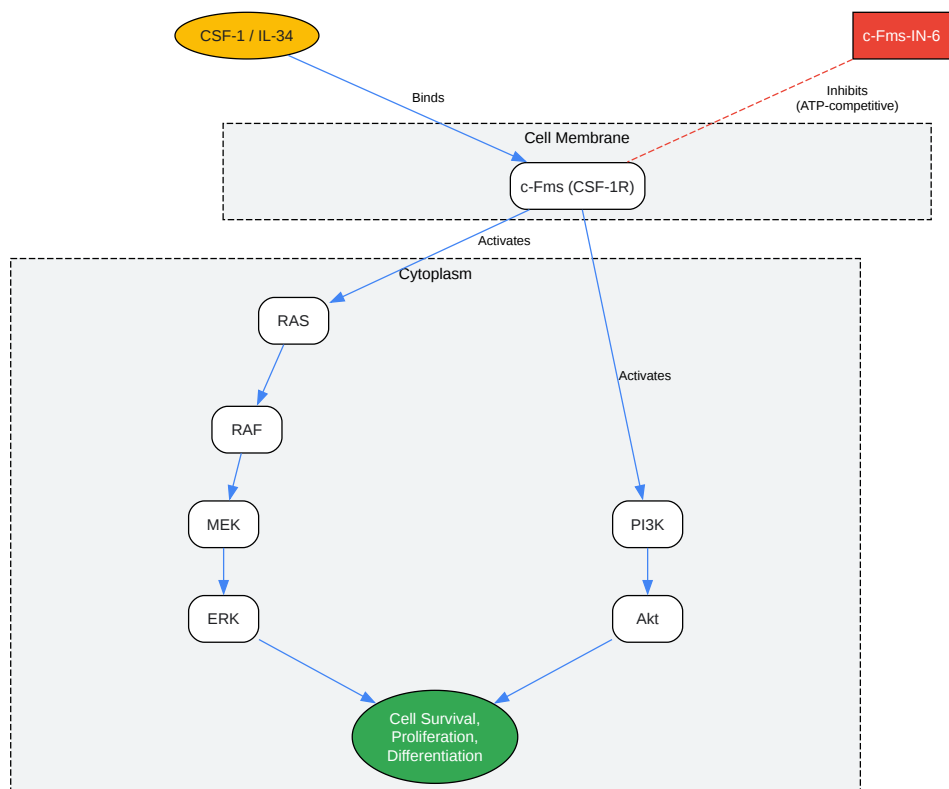 CSF-1 / IL-34
c-Fms-IN-6
Binds
Inhibits
(ATP-competitive)
Cell Membrane
c-Fms (CSF-1R)
Activates
Cytoplasm
RAS
Activates
RAF
MEK
PI3K
ERK
Akt
Cell Survival,
Proliferation,
Differentiation